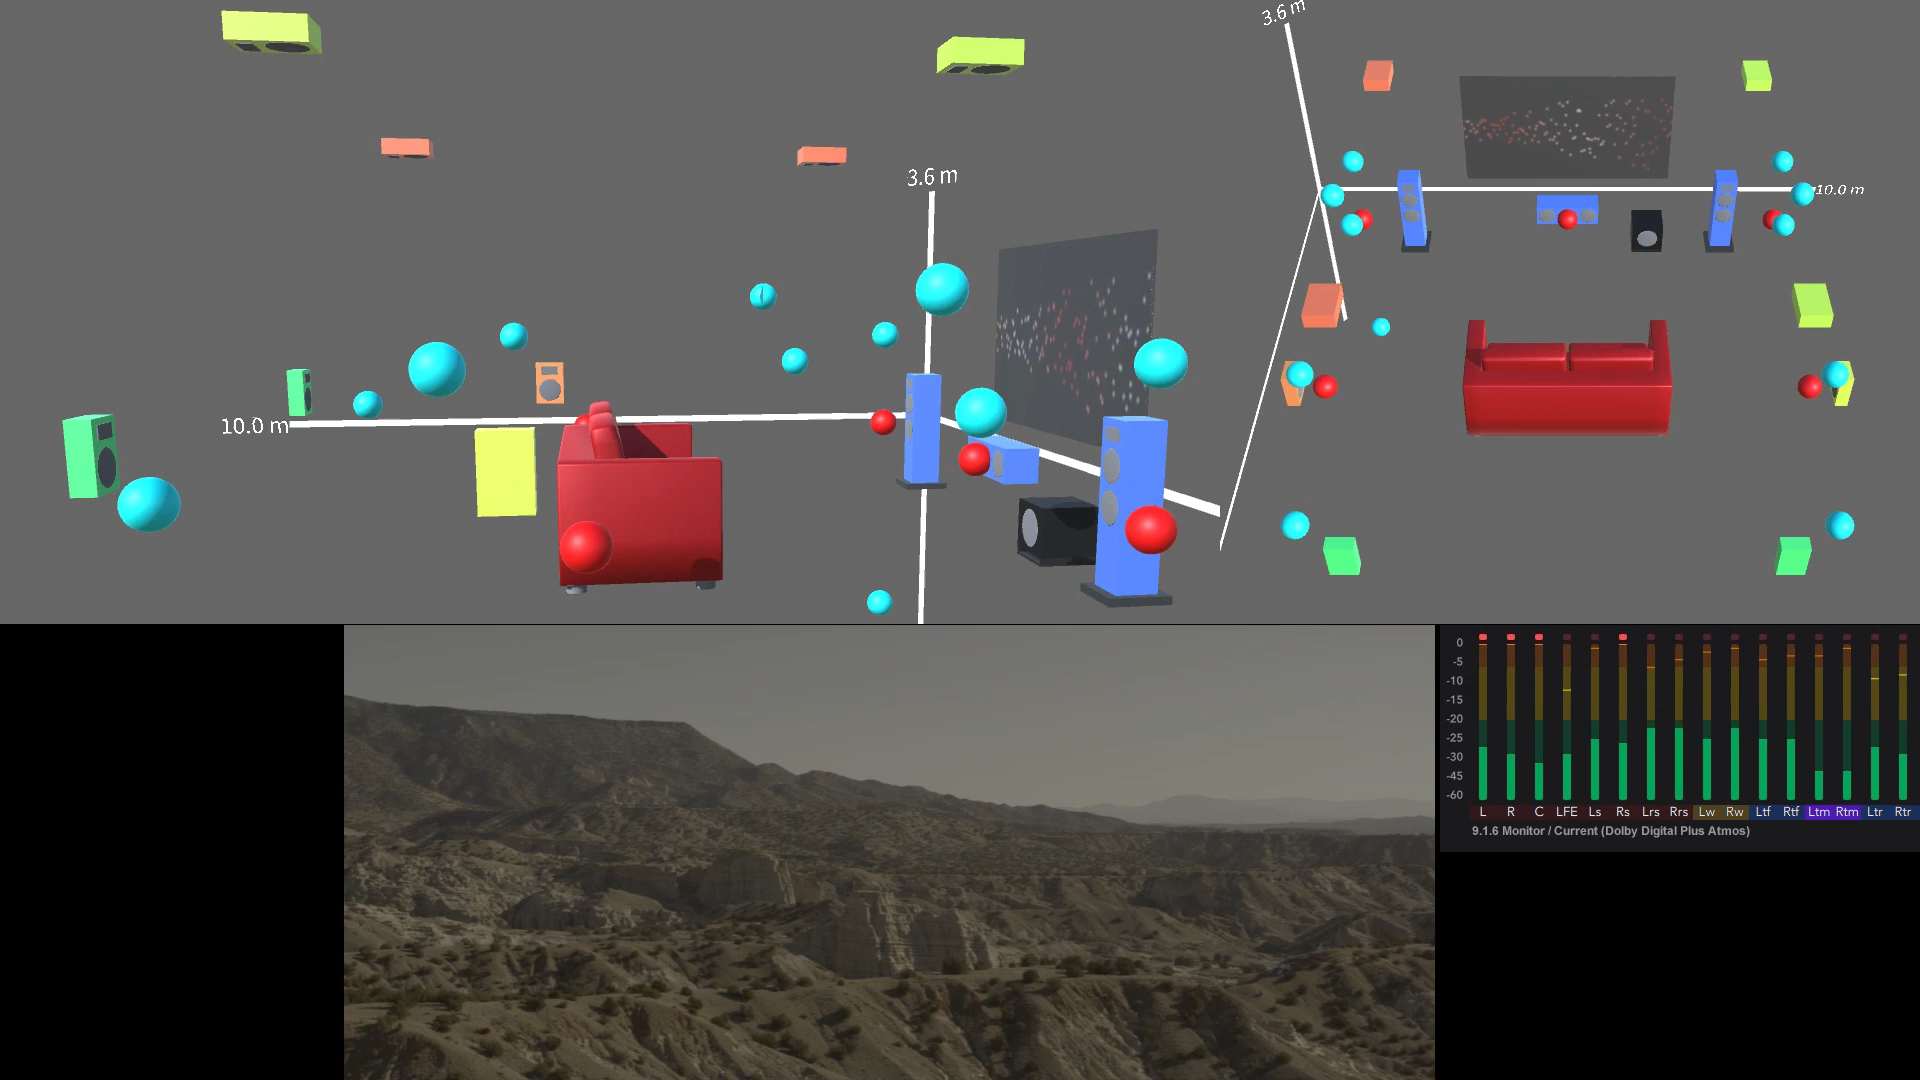 3.6 m
3.6 m
10.0 m
10.0 m
0
-5
-10
-15
-20
-25
-30
-45
-60
L R C LFE Ls Rs Lrs Rrs Lw Rw Ltf Rtf Ltm Rtm Ltr Rtr
9.1.6 Monitor / Current (Dolby Digital Plus Atmos)